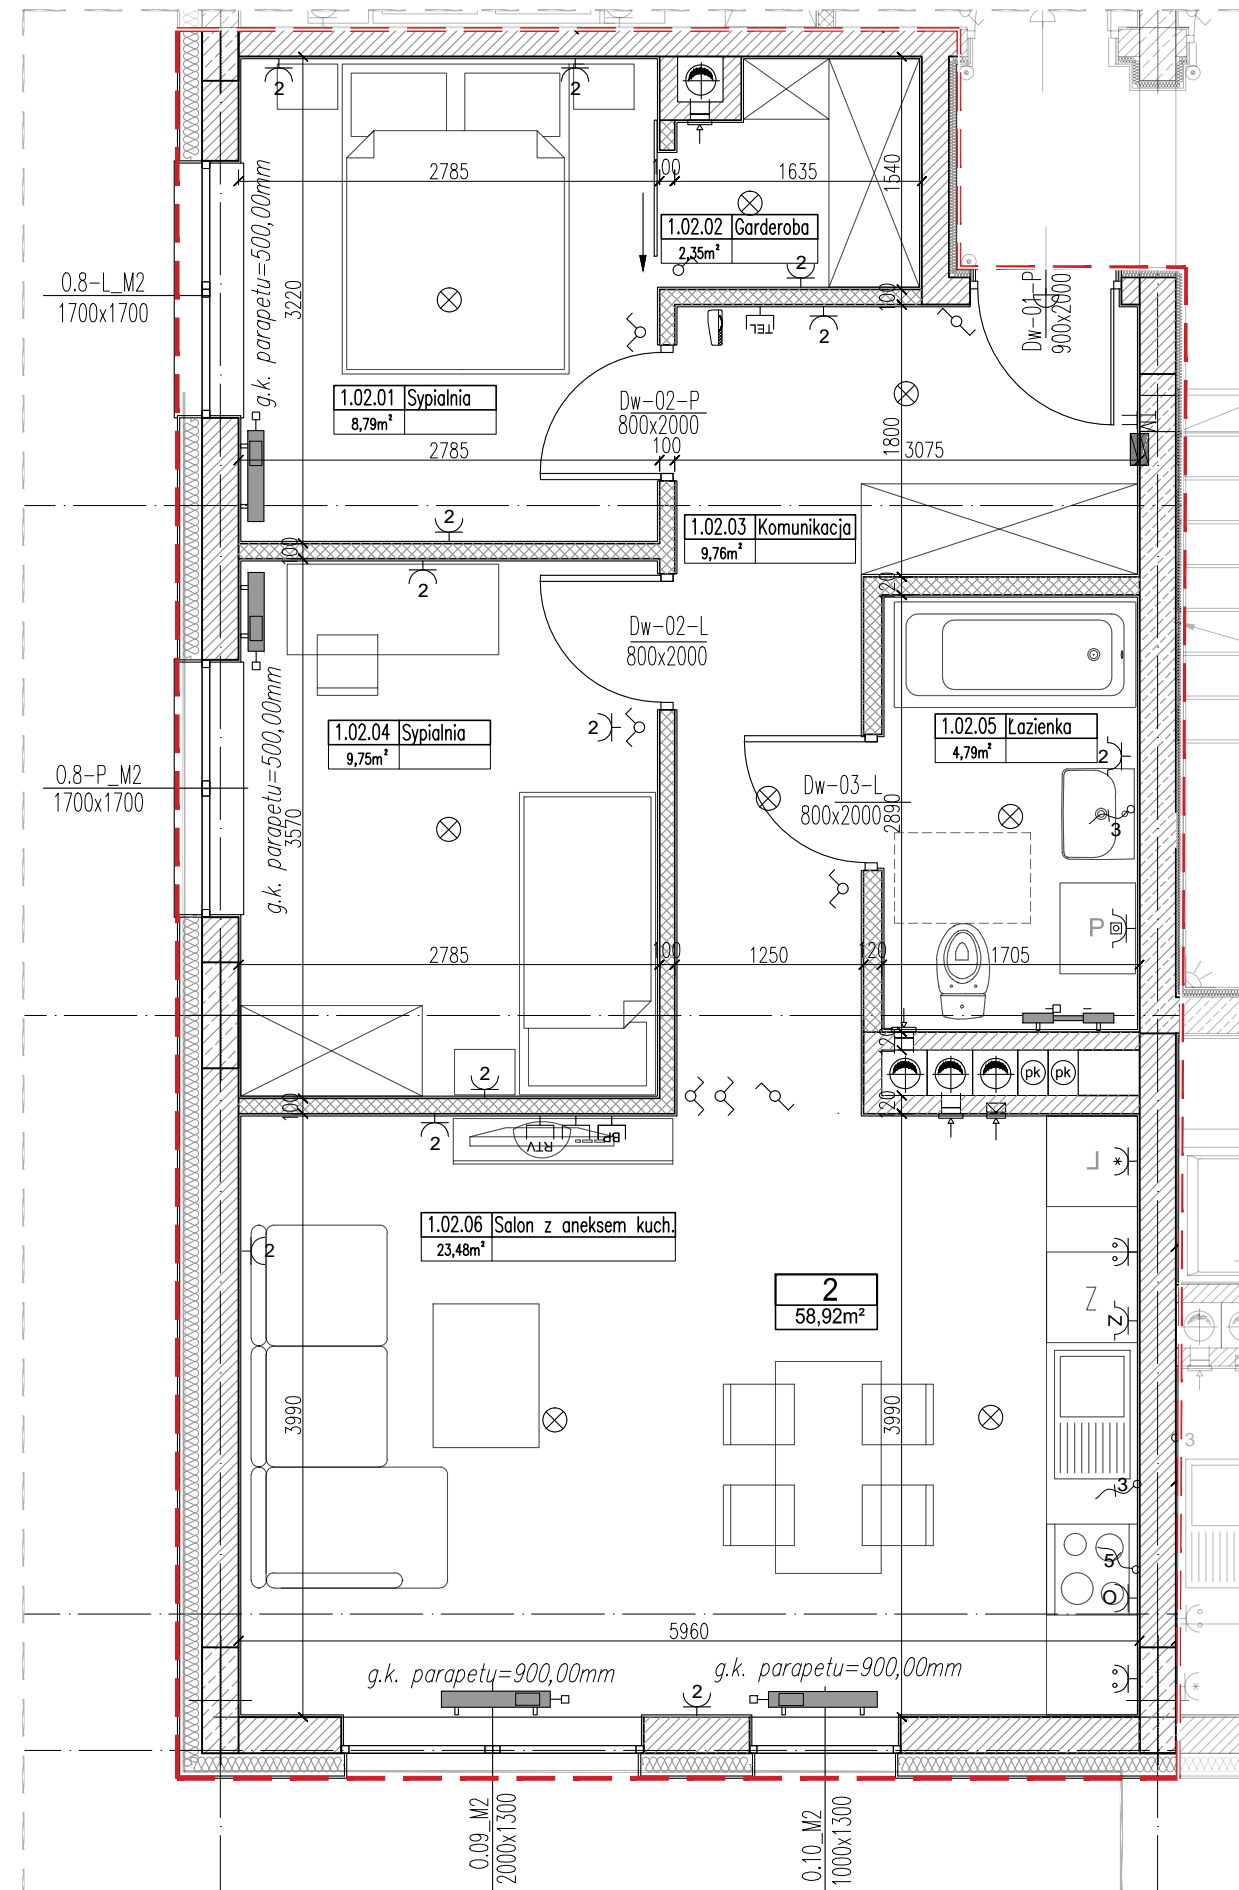 2
2
2785
100
1635
1540
g.k. parapetu=500,00mm
1.02.02 Garderoba
2,35m²
2
0.8-L_M2
1700x1700
3220
100
TEL
2
Dw-01-P
900x2000
1.02.01 Sypialnia
8,79m²
Dw-02-P
800x2000
100
2785
1800
3075
2
1.02.03 Komunikacja
9,76m²
100
2
120
Dw-02-L
800x2000
g.k. parapetu=500,00mm
1.02.04 Sypialnia
9,75m²
2
1.02.05 Łazienka
4,79m²
2
0.8-P_M2
1700x1700
3570
Dw-03-L
800x2000
2890
3
P
2785
100
1250
120
1705
120
pk
pk
2
100
120
2
RTV
BP
L
1.02.06 Salon z aneksem kuch.
23,48m²
2
2
58,92m²
Z
Z
3990
3990
3
3
5
5960
g.k. parapetu=900,00mm
g.k. parapetu=900,00mm
2
0.09_M2
2000x1300
0.10_M2
1000x1300